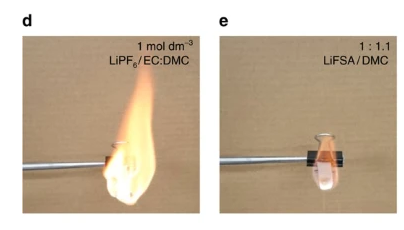 d
1 mol dm⁻³
LiPF₆/EC:DMC
e
1 : 1.1
LiFSA/DMC